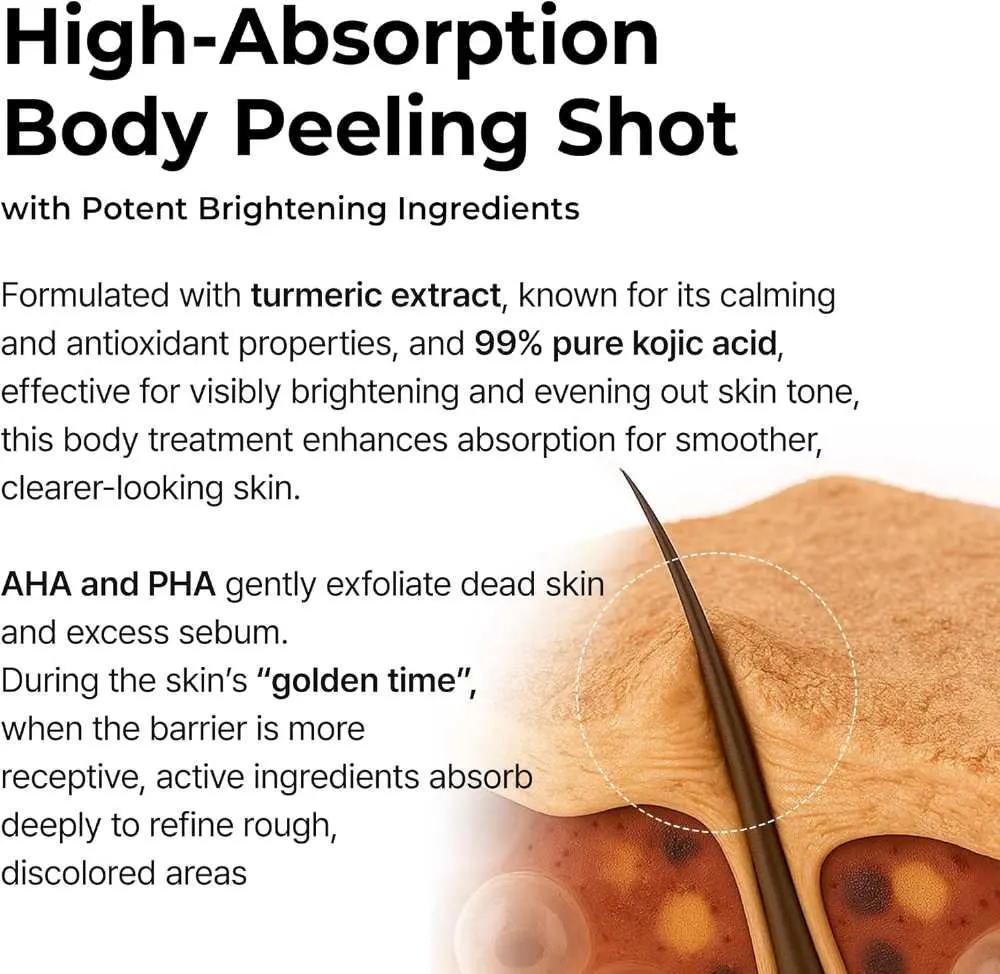 High-Absorption
Body Peeling Shot
with Potent Brightening Ingredients
Formulated with turmeric extract, known for its calming
and antioxidant properties, and 99% pure kojic acid,
effective for visibly brightening and evening out skin tone,
this body treatment enhances absorption for smoother,
clearer-looking skin.
AHA and PHA gently exfoliate dead skin
and excess sebum.
During the skin’s “golden time”,
when the barrier is more
receptive, active ingredients absorb
deeply to refine rough,
discolored areas